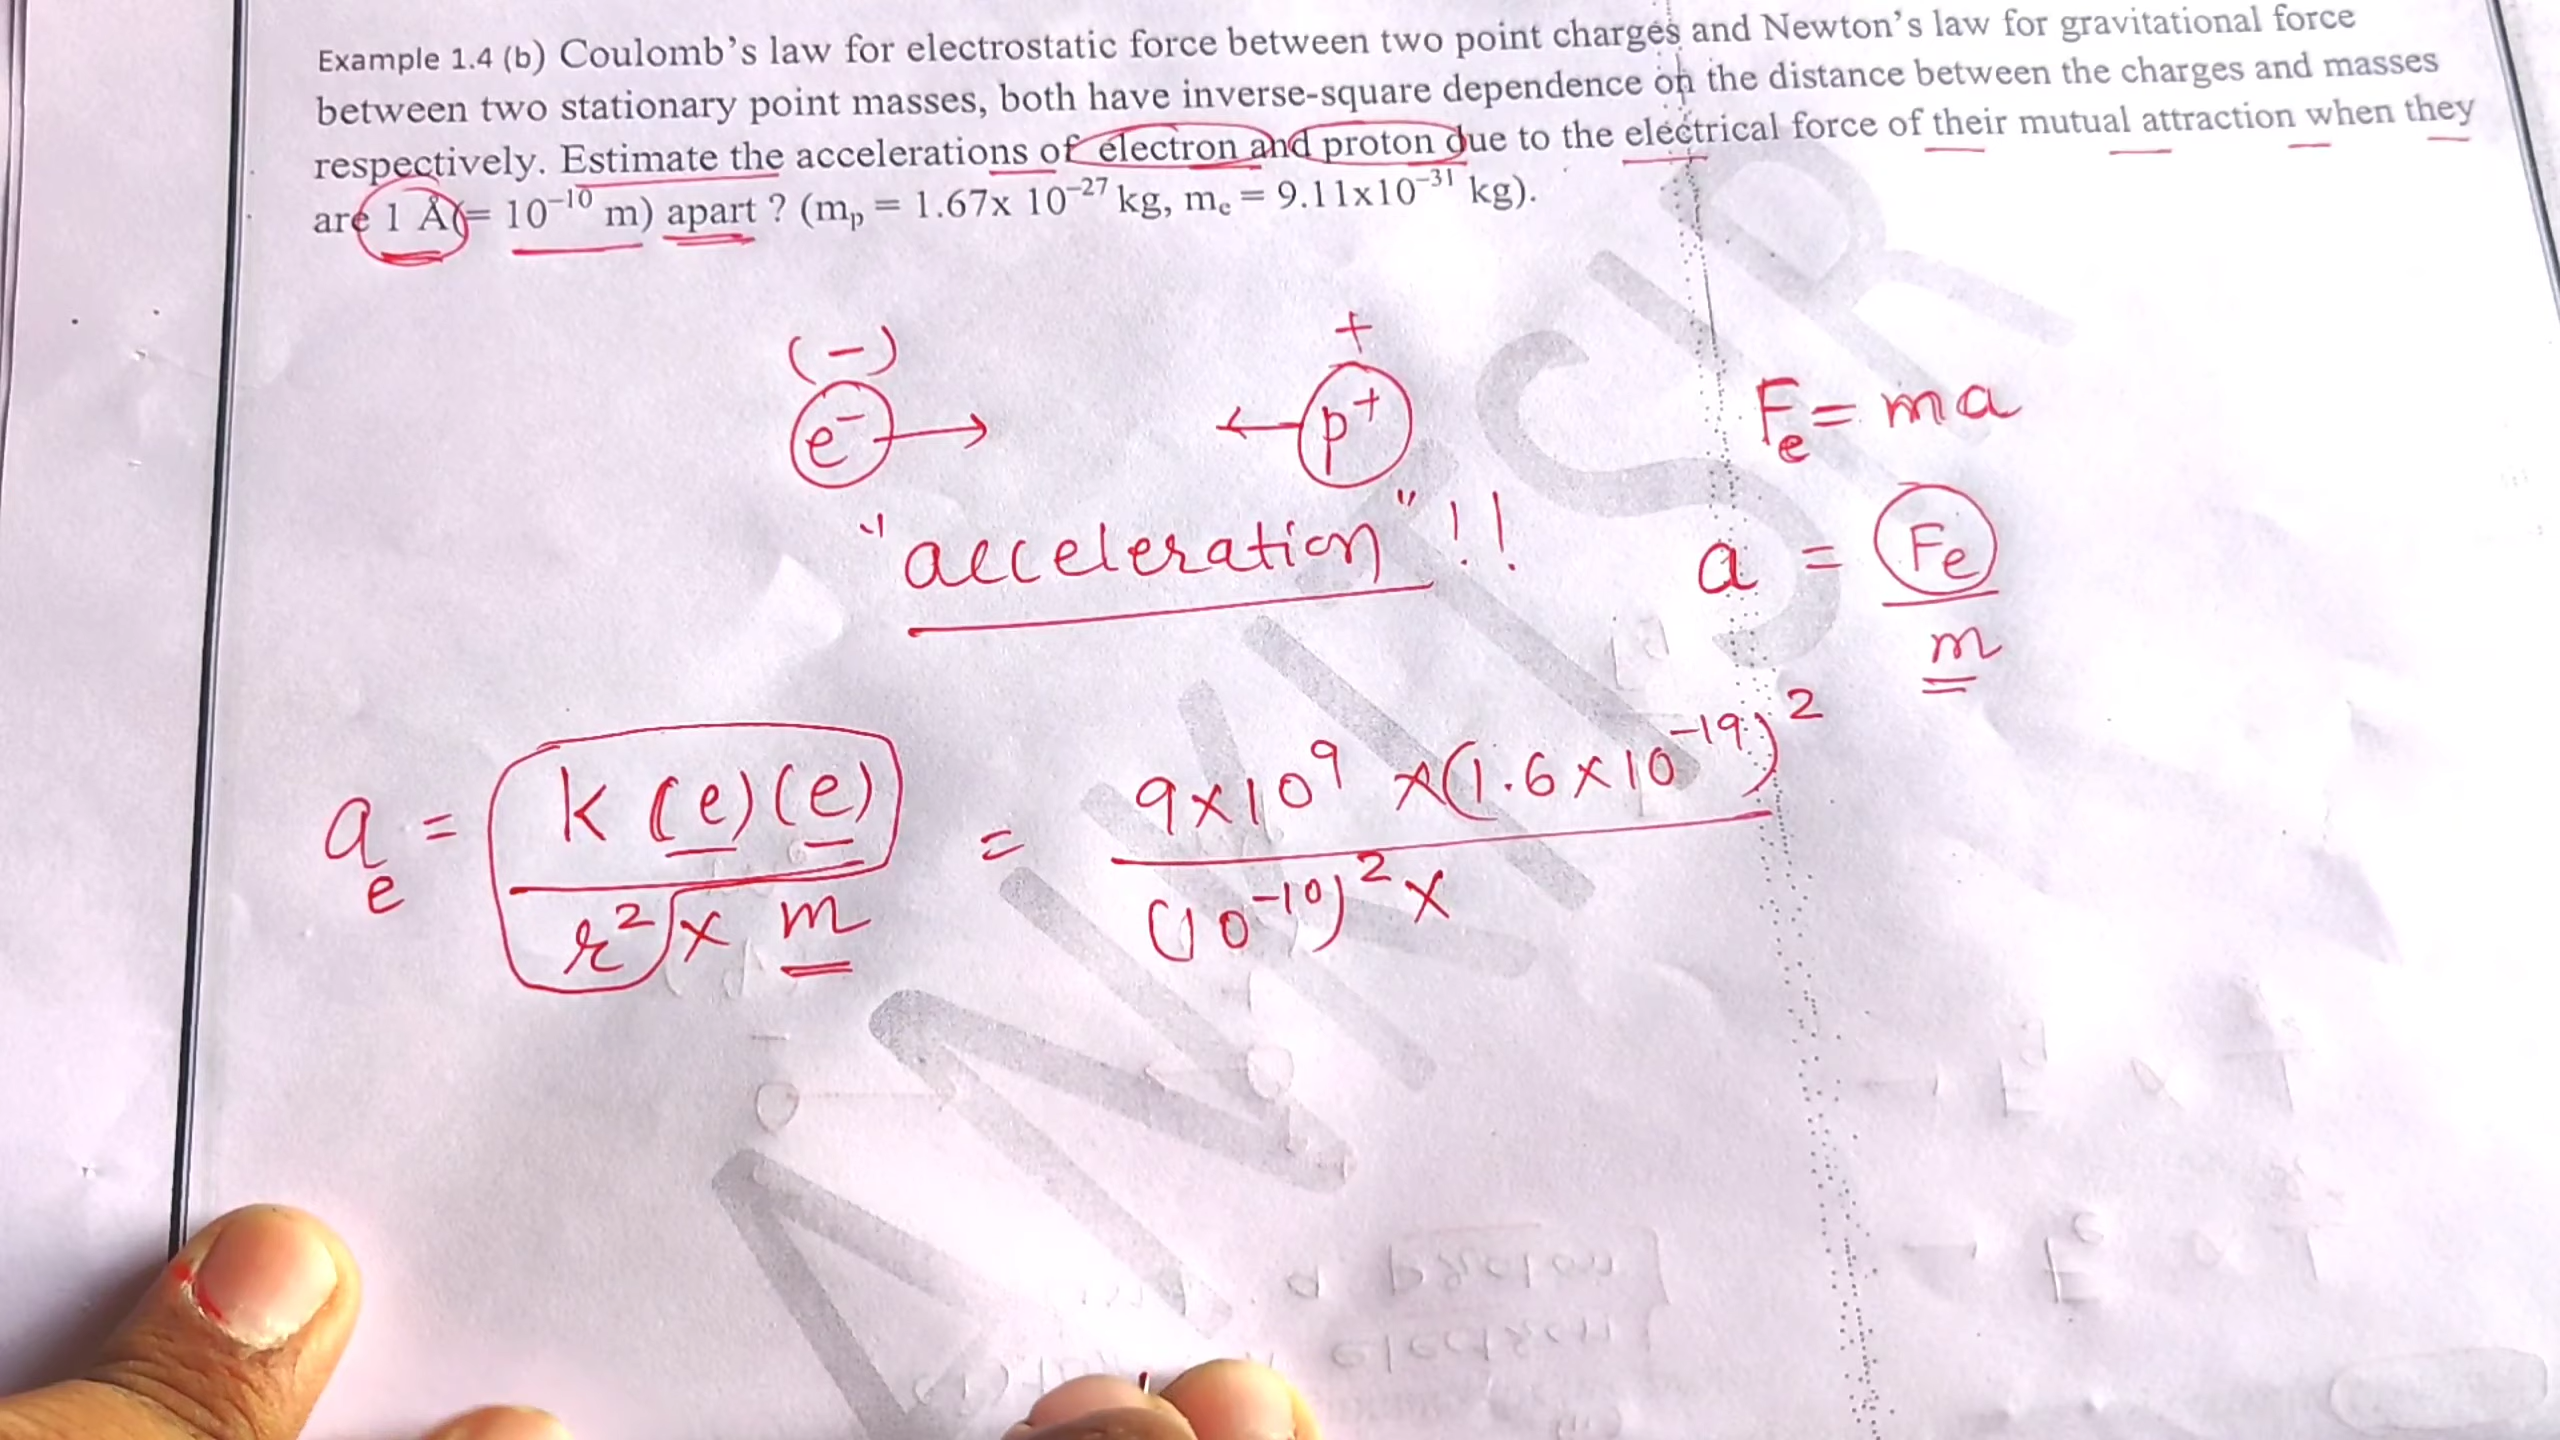 Example 1.4 (b) Coulomb's law for electrostatic force between two point charges and Newton's law for gravitational force
between two stationary point masses, both have inverse-square dependence on the distance between the charges and masses
respectively. Estimate the accelerations of electron and proton due to the electrical force of their mutual attraction when they
are 1 Å(= 10⁻¹⁰ m) apart ? (mₚ = 1.67x 10⁻²⁷ kg, mₑ = 9.11x10⁻³¹ kg).
(-) +
e⁻ → ← p⁺
Fₑ = ma
"acceleration" !!
a = Fₑ / m
aₑ = k (e)(e) / r² x m = 9x10⁹ x(1.6x10⁻¹⁹)² / (10⁻¹⁰)² x